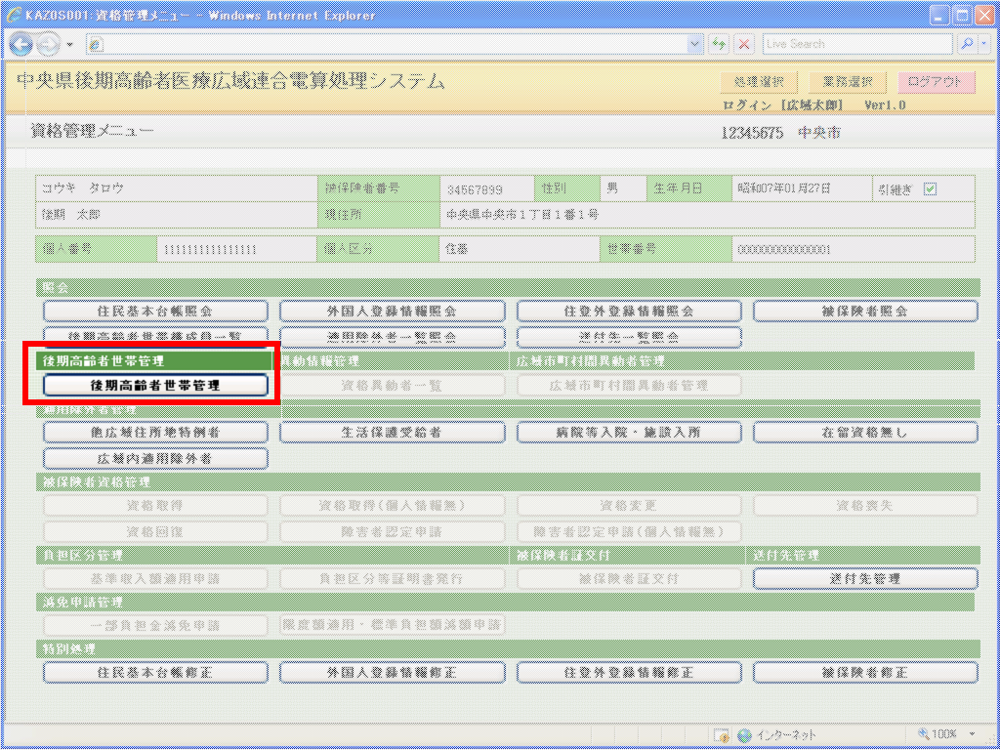 KAZ0S001 資格管理メニュー - Windows Internet Explorer
Live Search
中央県後期高齢者医療広域連合電算処理システム
処理選択 業務選択 ログアウト
ログイン [広域太郎] Ver1.0
資格管理メニュー
12345675 中央市
コウキ タロウ 被保険者番号 34567899 性別 男 生年月日 昭和07年01月27日 引継ぎ
後期 太郎 現住所 中央県中央市1丁目1番1号
個人番号 111111111111111 個人区分 住基 世帯番号 000000000000001
照会
住民基本台帳照会 外国人登録情報照会 住登外登録情報照会 被保険者照会
後期高齢者世帯構成員一覧 適用除外者一覧照会 送付先一覧照会
後期高齢者世帯管理 異動情報管理 広域市町村間異動者管理
後期高齢者世帯管理 資格異動者一覧 広域市町村間異動者管理
適用除外者管理
他広域住所地特例者 生活保護受給者 病院等入院・施設入所 在留資格無し
広域内適用除外者
被保険者資格管理
資格取得 資格取得(個人情報無) 資格変更 資格喪失
資格回復 障害者認定申請 障害者認定申請(個人情報無)
負担区分管理 被保険者証交付 送付先管理
基準収入額適用申請 負担区分等証明書発行 被保険者証交付 送付先管理
減免申請管理
一部負担金減免申請 限度額適用・標準負担額減額申請
特別処理
住民基本台帳修正 外国人登録情報修正 住登外登録情報修正 被保険者修正
インターネット 100%